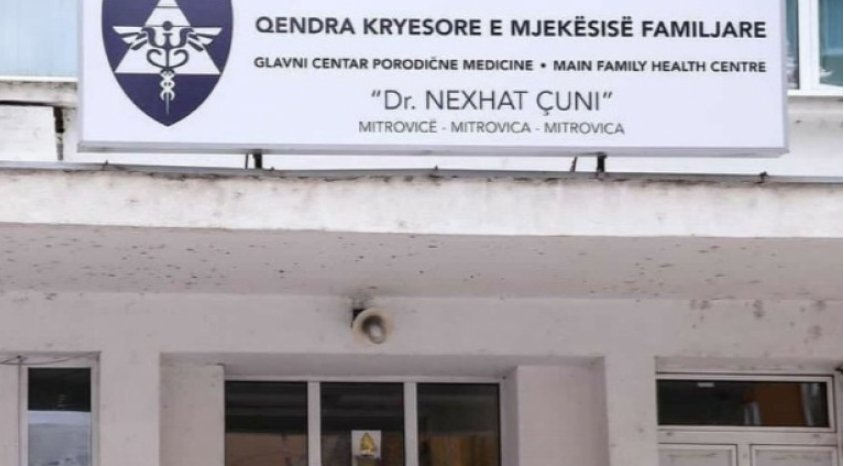 QENDRA KRYESORE E MJEKËSISË FAMILJARE
GLAVNI CENTAR PORODIČNE MEDICINE • MAIN FAMILY HEALTH CENTRE
"Dr. NEXHAT ÇUNI"
MITROVICË - MITROVICA - MITROVICA